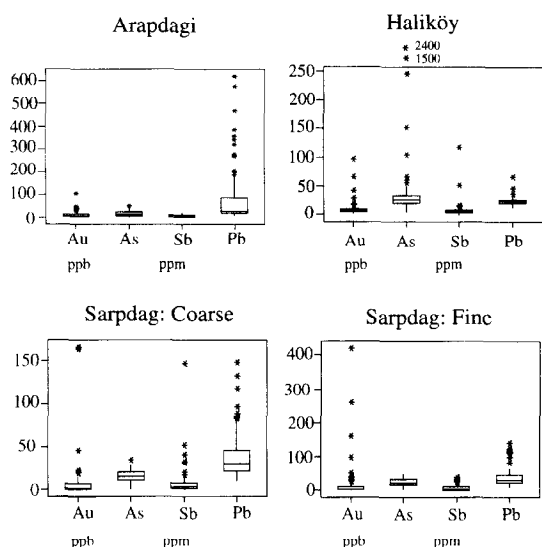 Arapdagi
600
500
400
300
200
100
0
Au As Sb Pb
ppb ppm
Haliköy
2400
1500
250
200
150
100
50
0
Au As Sb Pb
ppb ppm
Sarpdag: Coarse
150
100
50
0
Au As Sb Pb
ppb ppm
Sarpdag: Finc
400
300
200
100
0
Au As Sb Pb
ppb ppm